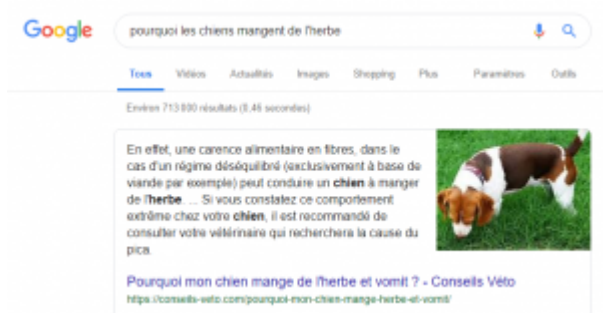 Google
pourquoi les chiens mangent de l'herbe
Tous Vidéos Actualités Images Shopping Plus Paramètres Outils
Environ 713 000 résultats (0,46 secondes)
En effet, une carence alimentaire en fibres, dans le
cas d'un régime déséquilibré (exclusivement à base de
viande par exemple) peut conduire un chien à manger
de l'herbe. ... Si vous constatez ce comportement
extrême chez votre chien, il est recommandé de
consulter votre vétérinaire qui recherchera la cause du
pica.
Pourquoi mon chien mange de l'herbe et vomit ? - Conseils Véto
https://conseils-veto.com/pourquoi-mon-chien-mange-herbe-et-vomit/